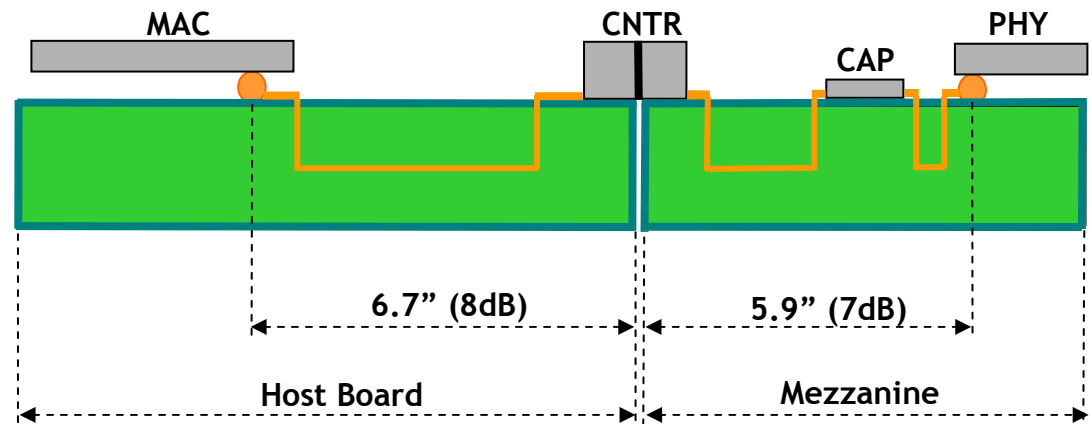 MAC
CNTR
CAP
PHY
6.7” (8dB)
5.9” (7dB)
Host Board
Mezzanine